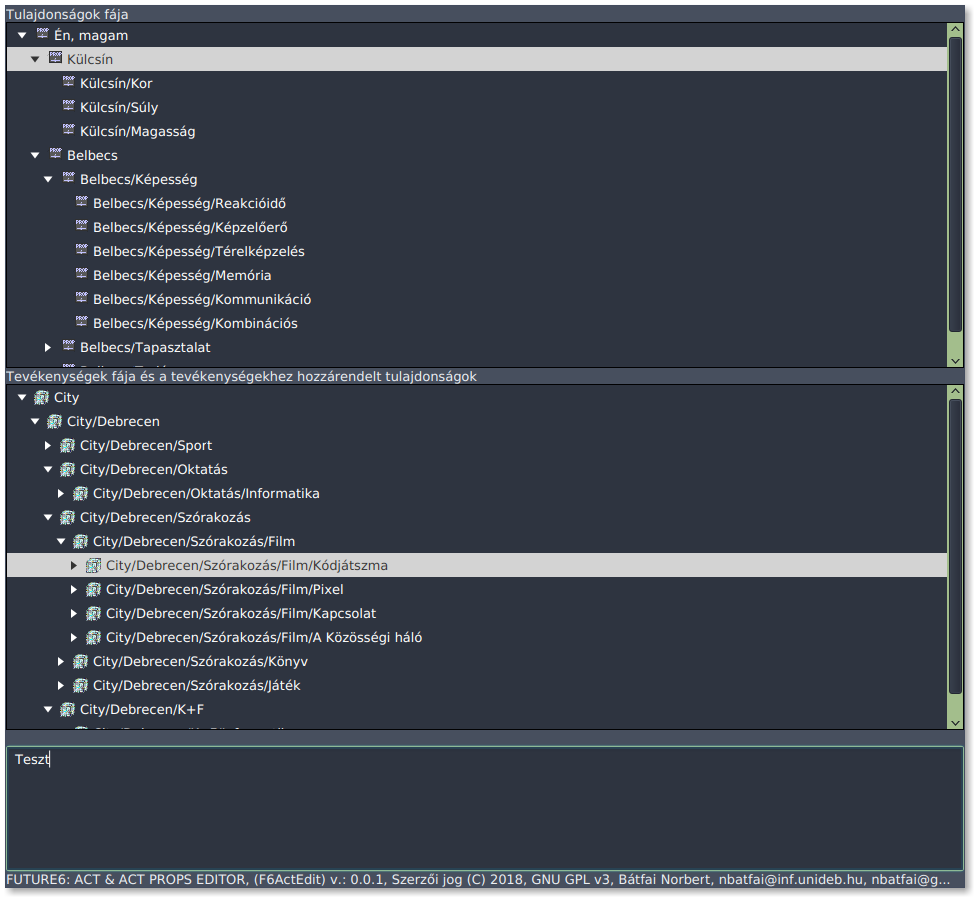 Tulajdonságok fája
Én, magam
Külcsín
Külcsín/Kor
Külcsín/Súly
Külcsín/Magasság
Belbecs
Belbecs/Képesség
Belbecs/Képesség/Reakcióidő
Belbecs/Képesség/Képzelőerő
Belbecs/Képesség/Térelképzelés
Belbecs/Képesség/Memória
Belbecs/Képesség/Kommunikáció
Belbecs/Képesség/Kombinációs
Belbecs/Tapasztalat
Tevékenységek fája és a tevékenységekhez hozzárendelt tulajdonságok
City
City/Debrecen
City/Debrecen/Sport
City/Debrecen/Oktatás
City/Debrecen/Oktatás/Informatika
City/Debrecen/Szórakozás
City/Debrecen/Szórakozás/Film
City/Debrecen/Szórakozás/Film/Kódjátszma
City/Debrecen/Szórakozás/Film/Pixel
City/Debrecen/Szórakozás/Film/Kapcsolat
City/Debrecen/Szórakozás/Film/A Közösségi háló
City/Debrecen/Szórakozás/Könyv
City/Debrecen/Szórakozás/Játék
City/Debrecen/K+F
Teszt
FUTURE6: ACT & ACT PROPS EDITOR, (F6ActEdit) v.: 0.0.1, Szerzői jog (C) 2018, GNU GPL v3, Bátfai Norbert, nbatfai@inf.unideb.hu, nbatfai@g...